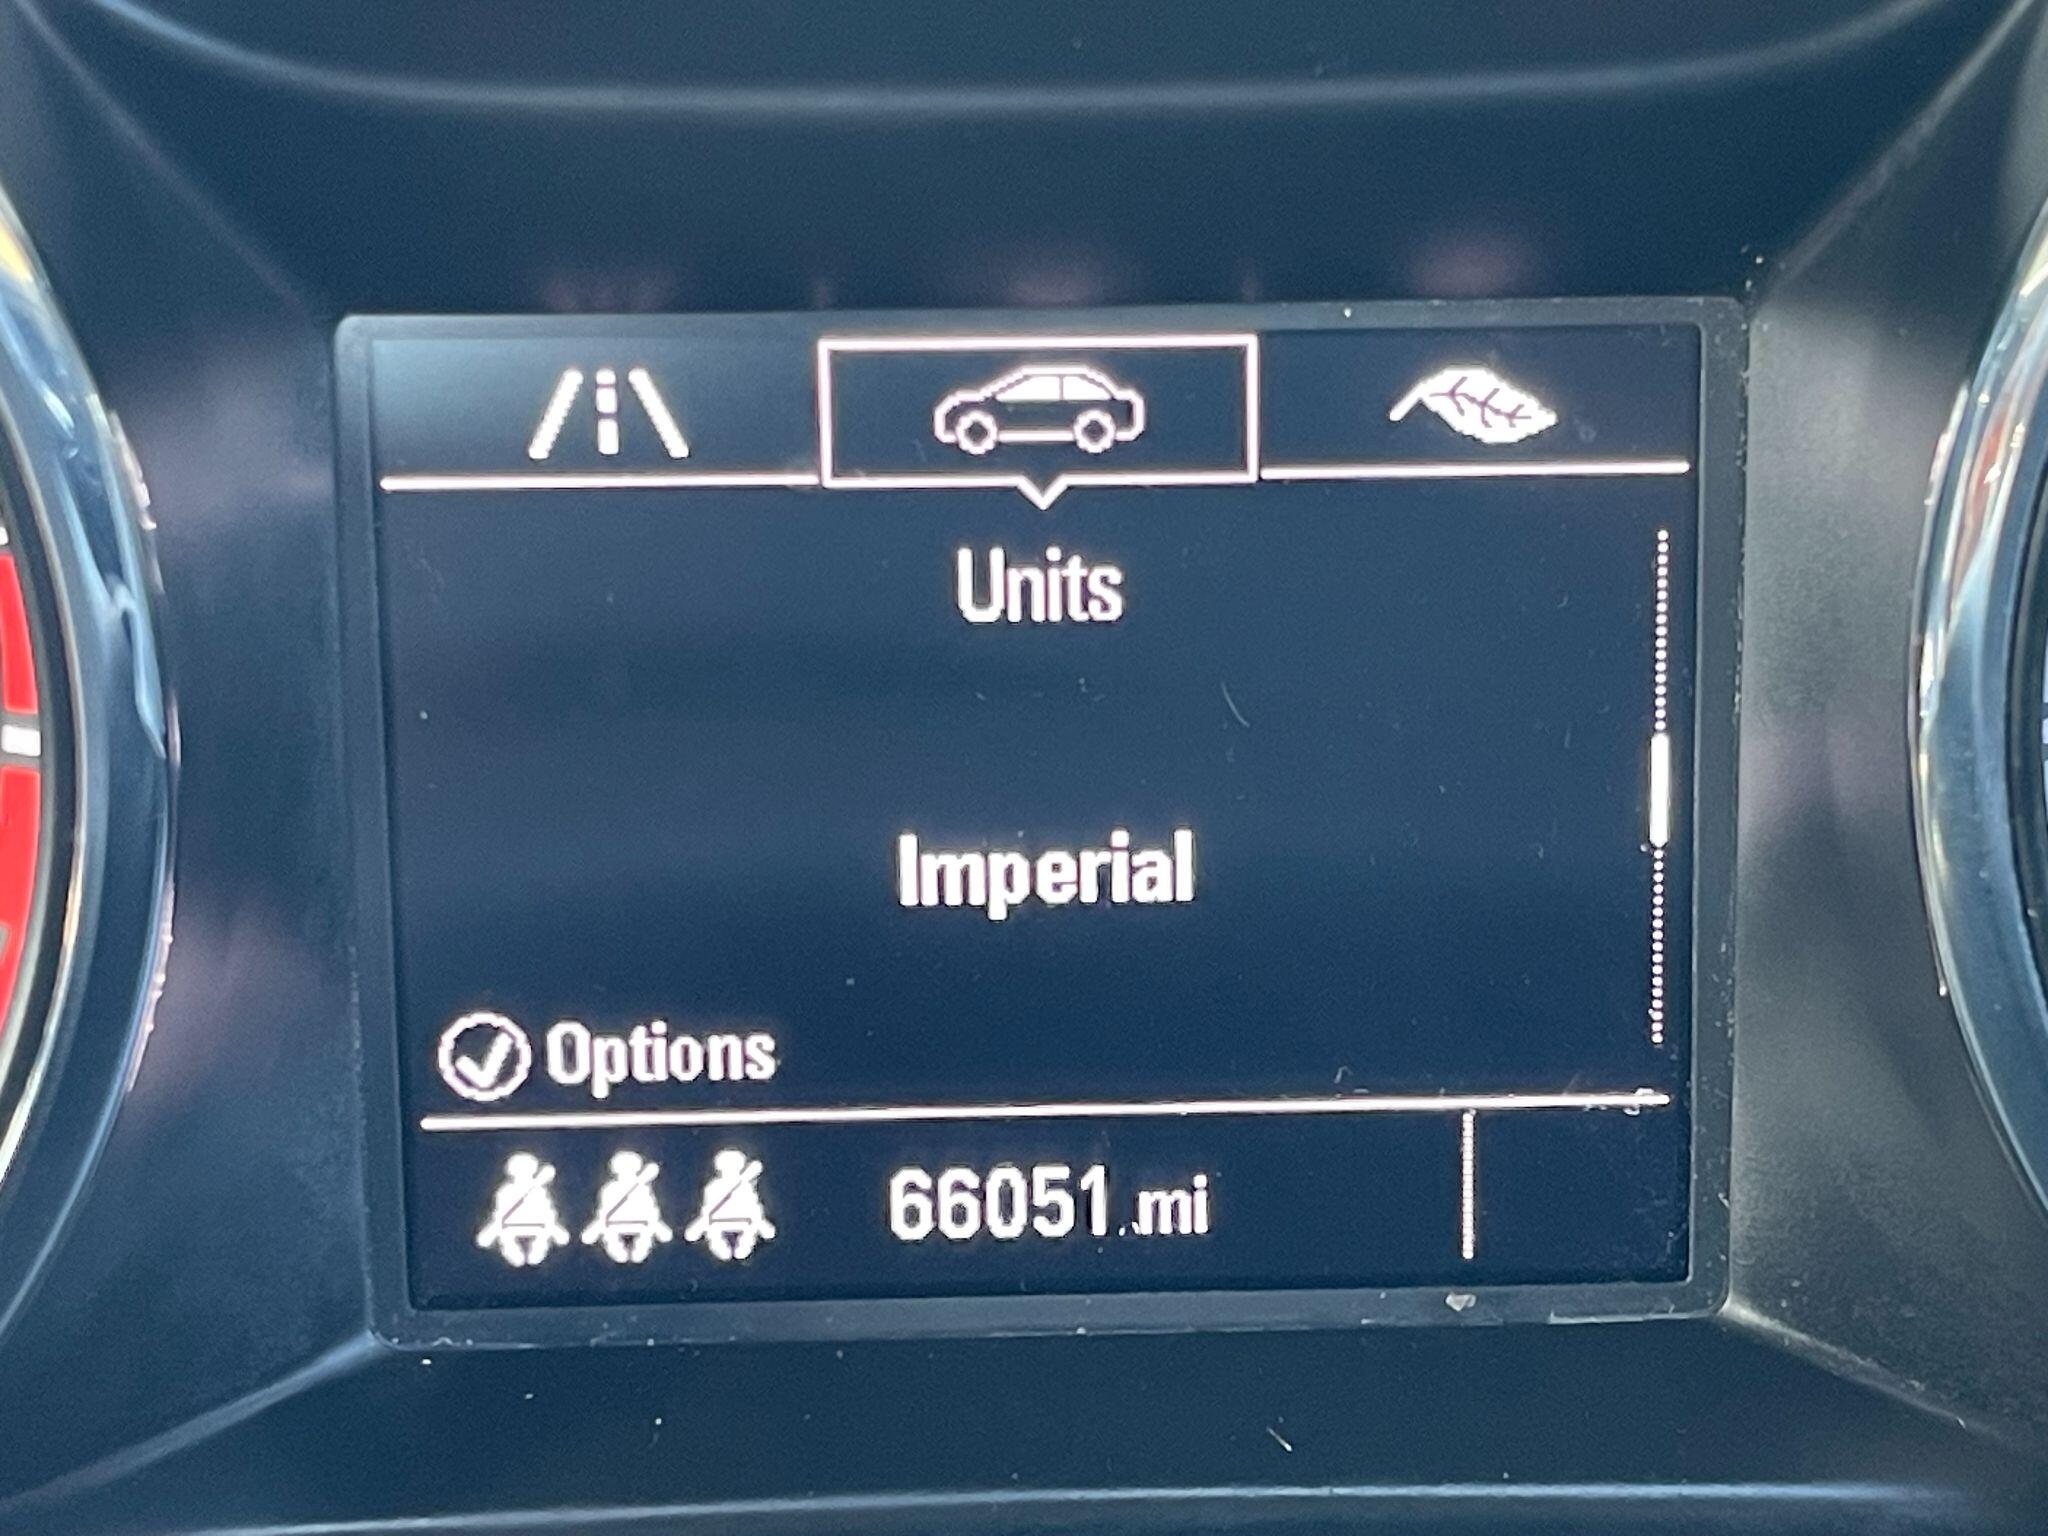 Units
Imperial
Options
66051 mi